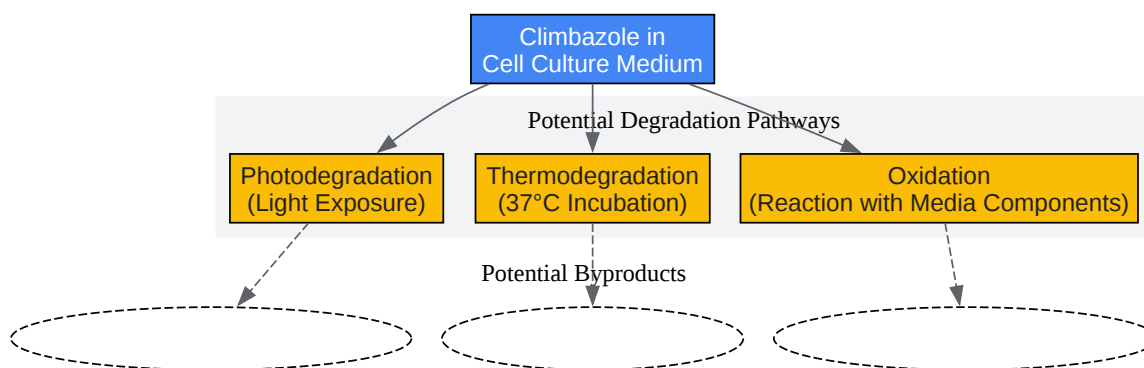 Climbazole in
Cell Culture Medium
Potential Degradation Pathways
Photodegradation
(Light Exposure)
Thermodegradation
(37°C Incubation)
Oxidation
(Reaction with Media Components)
Potential Byproducts